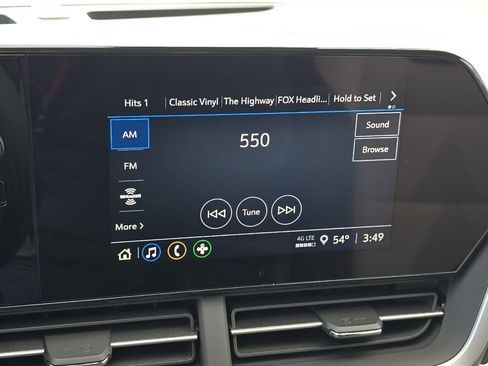 Hits 1 Classic Vinyl The Highway FOX Headli... Hold to Set
AM
550
Sound
FM
Browse
Tune
More
4G LTE 54° 3:49